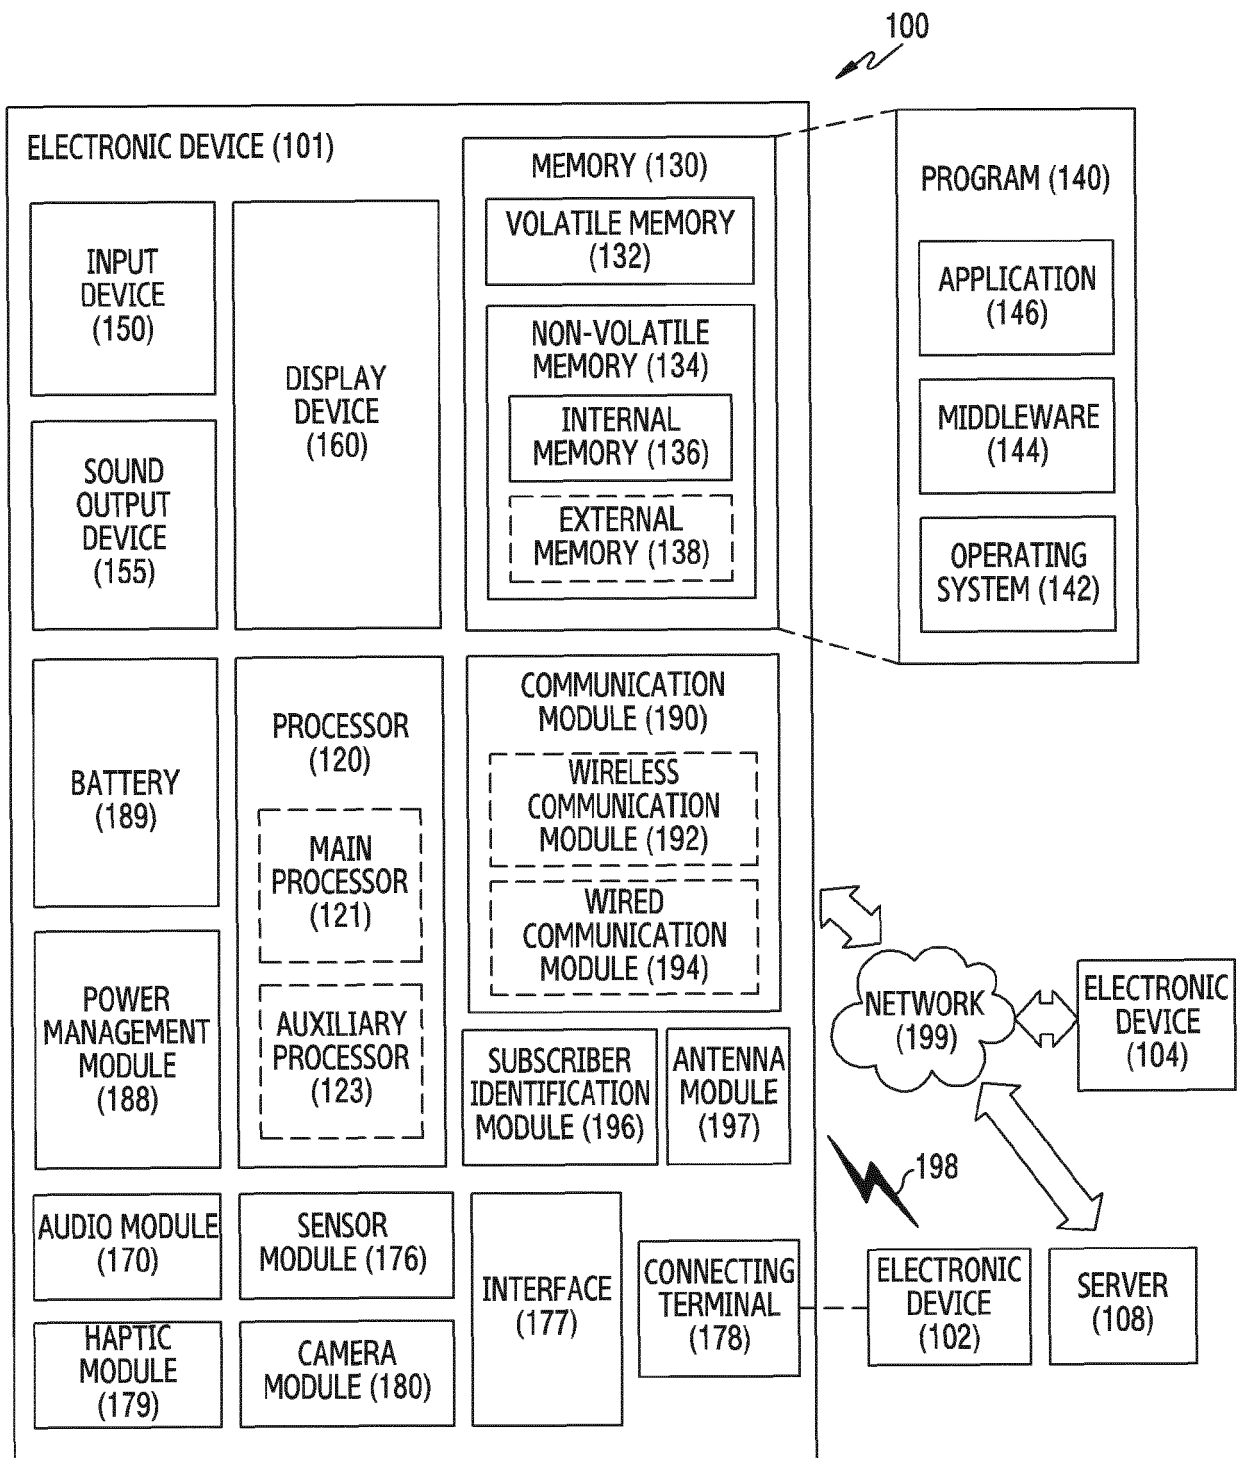 100
ELECTRONIC DEVICE (101)
INPUT
DEVICE
(150)
DISPLAY
DEVICE
(160)
SOUND
OUTPUT
DEVICE
(155)
MEMORY (130)
VOLATILE MEMORY
(132)
NON-VOLATILE
MEMORY (134)
INTERNAL
MEMORY (136)
EXTERNAL
MEMORY (138)
PROGRAM (140)
APPLICATION
(146)
MIDDLEWARE
(144)
OPERATING
SYSTEM (142)
BATTERY
(189)
POWER
MANAGEMENT
MODULE
(188)
PROCESSOR
(120)
MAIN
PROCESSOR
(121)
AUXILIARY
PROCESSOR
(123)
COMMUNICATION
MODULE (190)
WIRELESS
COMMUNICATION
MODULE (192)
WIRED
COMMUNICATION
MODULE (194)
SUBSCRIBER
IDENTIFICATION
MODULE (196)
ANTENNA
MODULE
(197)
NETWORK
(199)
ELECTRONIC
DEVICE
(104)
198
AUDIO MODULE
(170)
SENSOR
MODULE (176)
INTERFACE
(177)
CONNECTING
TERMINAL
(178)
ELECTRONIC
DEVICE
(102)
SERVER
(108)
HAPTIC
MODULE
(179)
CAMERA
MODULE (180)